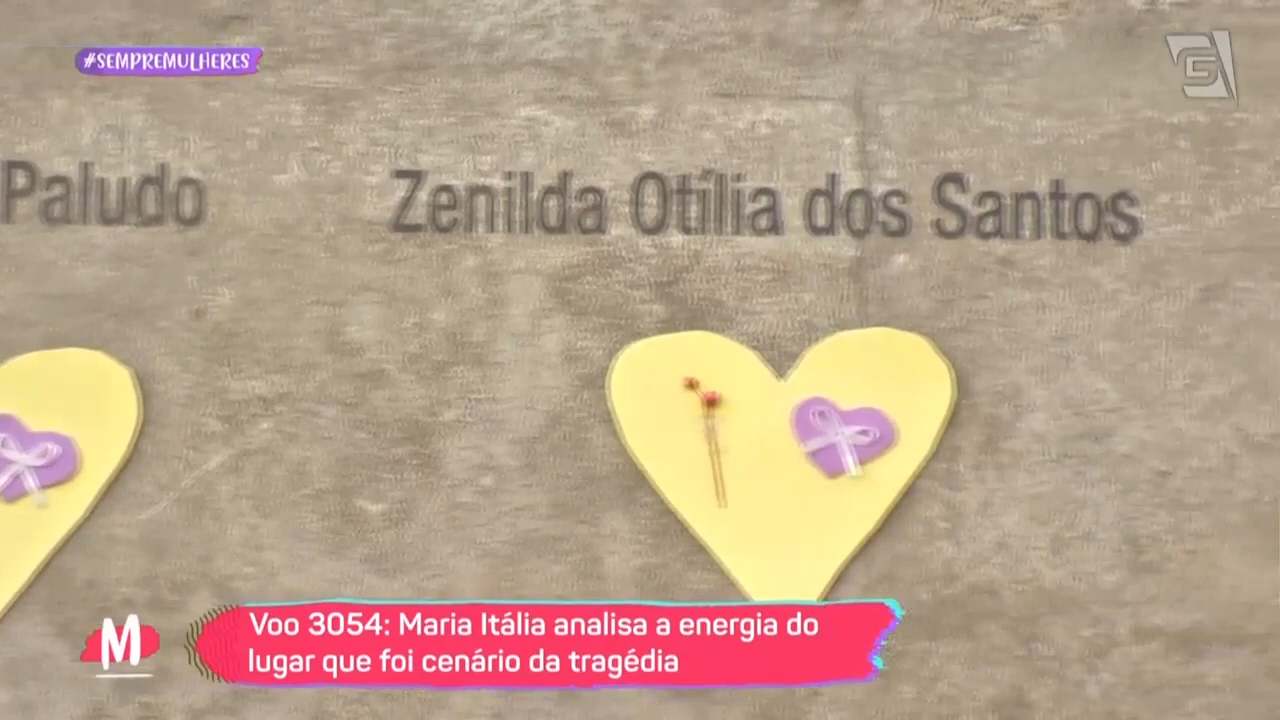 #SEMPREMULHERES
G
Paludo
Zenilda Otília dos Santos
M
Voo 3054: Maria Itália analisa a energia do
lugar que foi cenário da tragédia